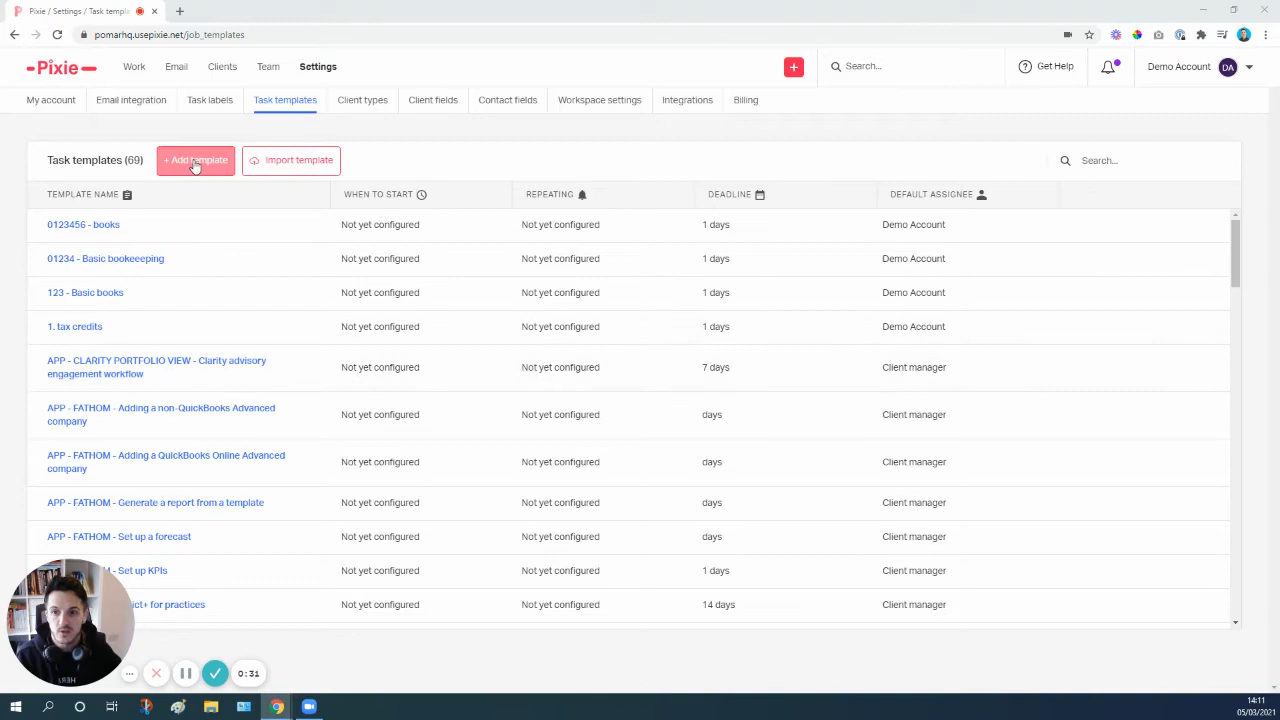 Pixie / Settings / Task templa
pomarhq.usepixie.net/job_templates
Pixie
Work
Email
Clients
Team
Settings
Search...
Get Help
Demo Account
DA
My account
Email integration
Task labels
Task templates
Client types
Client fields
Contact fields
Workspace settings
Integrations
Billing
Task templates (69)
+ Add template
Import template
Search...
TEMPLATE NAME
WHEN TO START
REPEATING
DEADLINE
DEFAULT ASSIGNEE
0123456 - books
Not yet configured
Not yet configured
1 days
Demo Account
01234 - Basic bookeeeping
Not yet configured
Not yet configured
1 days
Demo Account
123 - Basic books
Not yet configured
Not yet configured
1 days
Demo Account
1. tax credits
Not yet configured
Not yet configured
1 days
Demo Account
APP - CLARITY PORTFOLIO VIEW - Clarity advisory
engagement workflow
Not yet configured
Not yet configured
7 days
Client manager
APP - FATHOM - Adding a non-QuickBooks Advanced
company
Not yet configured
Not yet configured
days
Client manager
APP - FATHOM - Adding a QuickBooks Online Advanced
company
Not yet configured
Not yet configured
days
Client manager
APP - FATHOM - Generate a report from a template
Not yet configured
Not yet configured
days
Client manager
APP - FATHOM - Set up a forecast
Not yet configured
Not yet configured
days
Client manager
M - Set up KPIs
Not yet configured
Not yet configured
1 days
Client manager
ict+ for practices
Not yet configured
Not yet configured
14 days
Client manager
0:31
14:11
05/03/2021